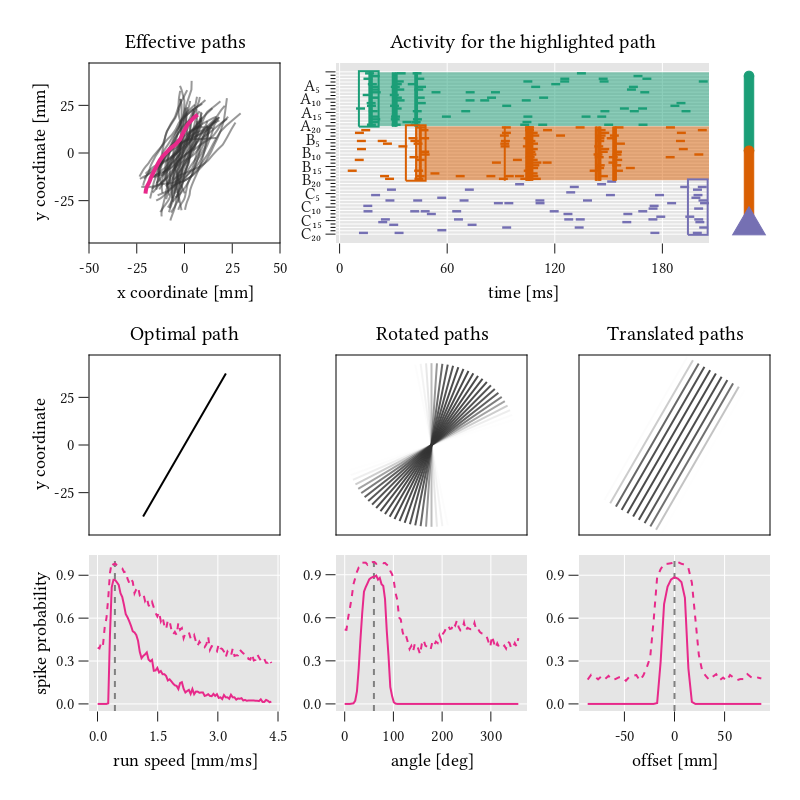 Effective paths
Activity for the highlighted path
y coordinate [mm]
25
0
-25
-50
-25
0
25
50
x coordinate [mm]
A5
A10
A15
A20
B5
B10
B15
B20
C5
C10
C15
C20
0
60
120
180
time [ms]
Optimal path
Rotated paths
Translated paths
y coordinate
25
0
-25
spike probability
0.9
0.6
0.3
0.0
0.9
0.6
0.3
0.0
0.9
0.6
0.3
0.0
0.0
1.5
3.0
4.5
0
100
200
300
-50
0
50
run speed [mm/ms]
angle [deg]
offset [mm]